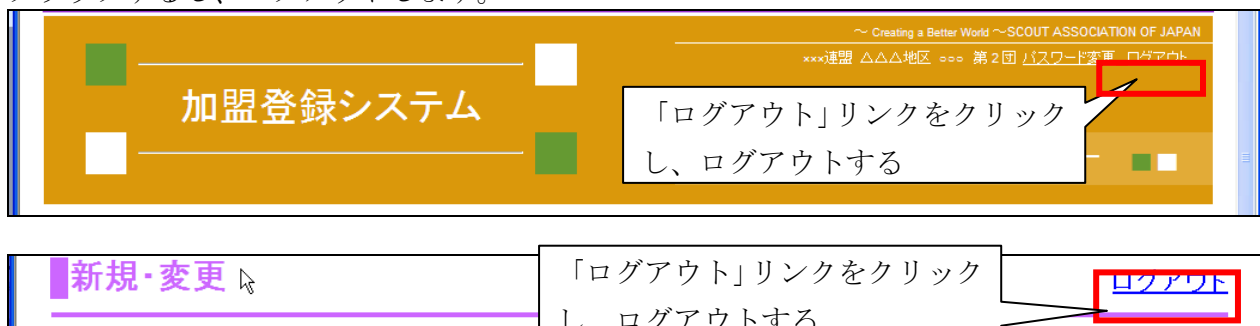 ～ Creating a Better World ～SCOUT ASSOCIATION OF JAPAN
×××連盟 △△△地区 ○○○ 第2団 パスワード変更 ログアウト
加盟登録システム
「ログアウト」リンクをクリック
し、ログアウトする
新規・変更
「ログアウト」リンクをクリック
し、ログアウトする
ログアウト